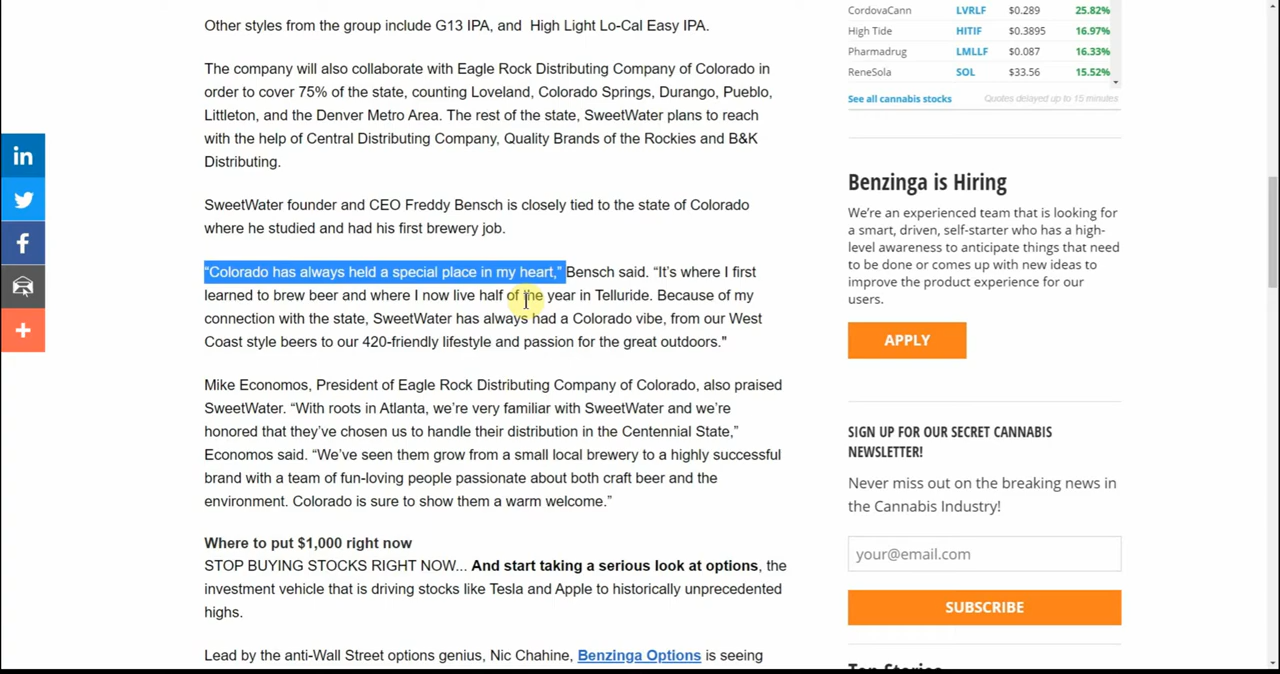 Other styles from the group include G13 IPA, and  High Light Lo-Cal Easy IPA.
The company will also collaborate with Eagle Rock Distributing Company of Colorado in
order to cover 75% of the state, counting Loveland, Colorado Springs, Durango, Pueblo,
Littleton, and the Denver Metro Area. The rest of the state, SweetWater plans to reach
with the help of Central Distributing Company, Quality Brands of the Rockies and B&K
Distributing.
SweetWater founder and CEO Freddy Bensch is closely tied to the state of Colorado
where he studied and had his first brewery job.
“Colorado has always held a special place in my heart,” Bensch said. “It’s where I first
learned to brew beer and where I now live half of the year in Telluride. Because of my
connection with the state, SweetWater has always had a Colorado vibe, from our West
Coast style beers to our 420-friendly lifestyle and passion for the great outdoors."
Mike Economos, President of Eagle Rock Distributing Company of Colorado, also praised
SweetWater. “With roots in Atlanta, we’re very familiar with SweetWater and we’re
honored that they’ve chosen us to handle their distribution in the Centennial State,”
Economos said. “We’ve seen them grow from a small local brewery to a highly successful
brand with a team of fun-loving people passionate about both craft beer and the
environment. Colorado is sure to show them a warm welcome.”
Where to put $1,000 right now
STOP BUYING STOCKS RIGHT NOW... And start taking a serious look at options, the
investment vehicle that is driving stocks like Tesla and Apple to historically unprecedented
highs.
Lead by the anti-Wall Street options genius, Nic Chahine, Benzinga Options is seeing
CordovaCann LVRLF $0.289 25.82%
High Tide HITIF $0.3895 16.97%
Pharmadrug LMLLF $0.087 16.33%
ReneSola SOL $33.56 15.52%
See all cannabis stocks Quotes delayed up to 15 minutes
Benzinga is Hiring
We’re an experienced team that is looking for
a smart, driven, self-starter who has a high-
level awareness to anticipate things that need
to be done or comes up with new ideas to
improve the product experience for our
users.
APPLY
SIGN UP FOR OUR SECRET CANNABIS
NEWSLETTER!
Never miss out on the breaking news in
the Cannabis Industry!
your@email.com
SUBSCRIBE
Top Stories
in
f
+